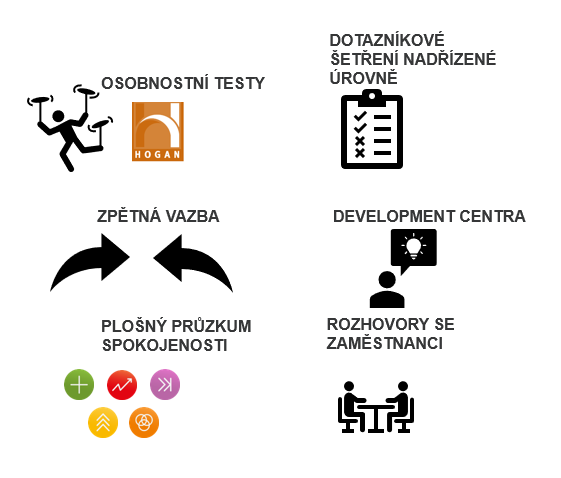 OSOBNOSTNÍ TESTY
HOGAN
DOTAZNÍKOVÉ
ŠETŘENÍ NADŘÍZENÉ
ÚROVNĚ
ZPĚTNÁ VAZBA
DEVELOPMENT CENTRA
PLOŠNÝ PRŮZKUM
SPOKOJENOSTI
ROZHOVORY SE
ZAMĚSTNANCI